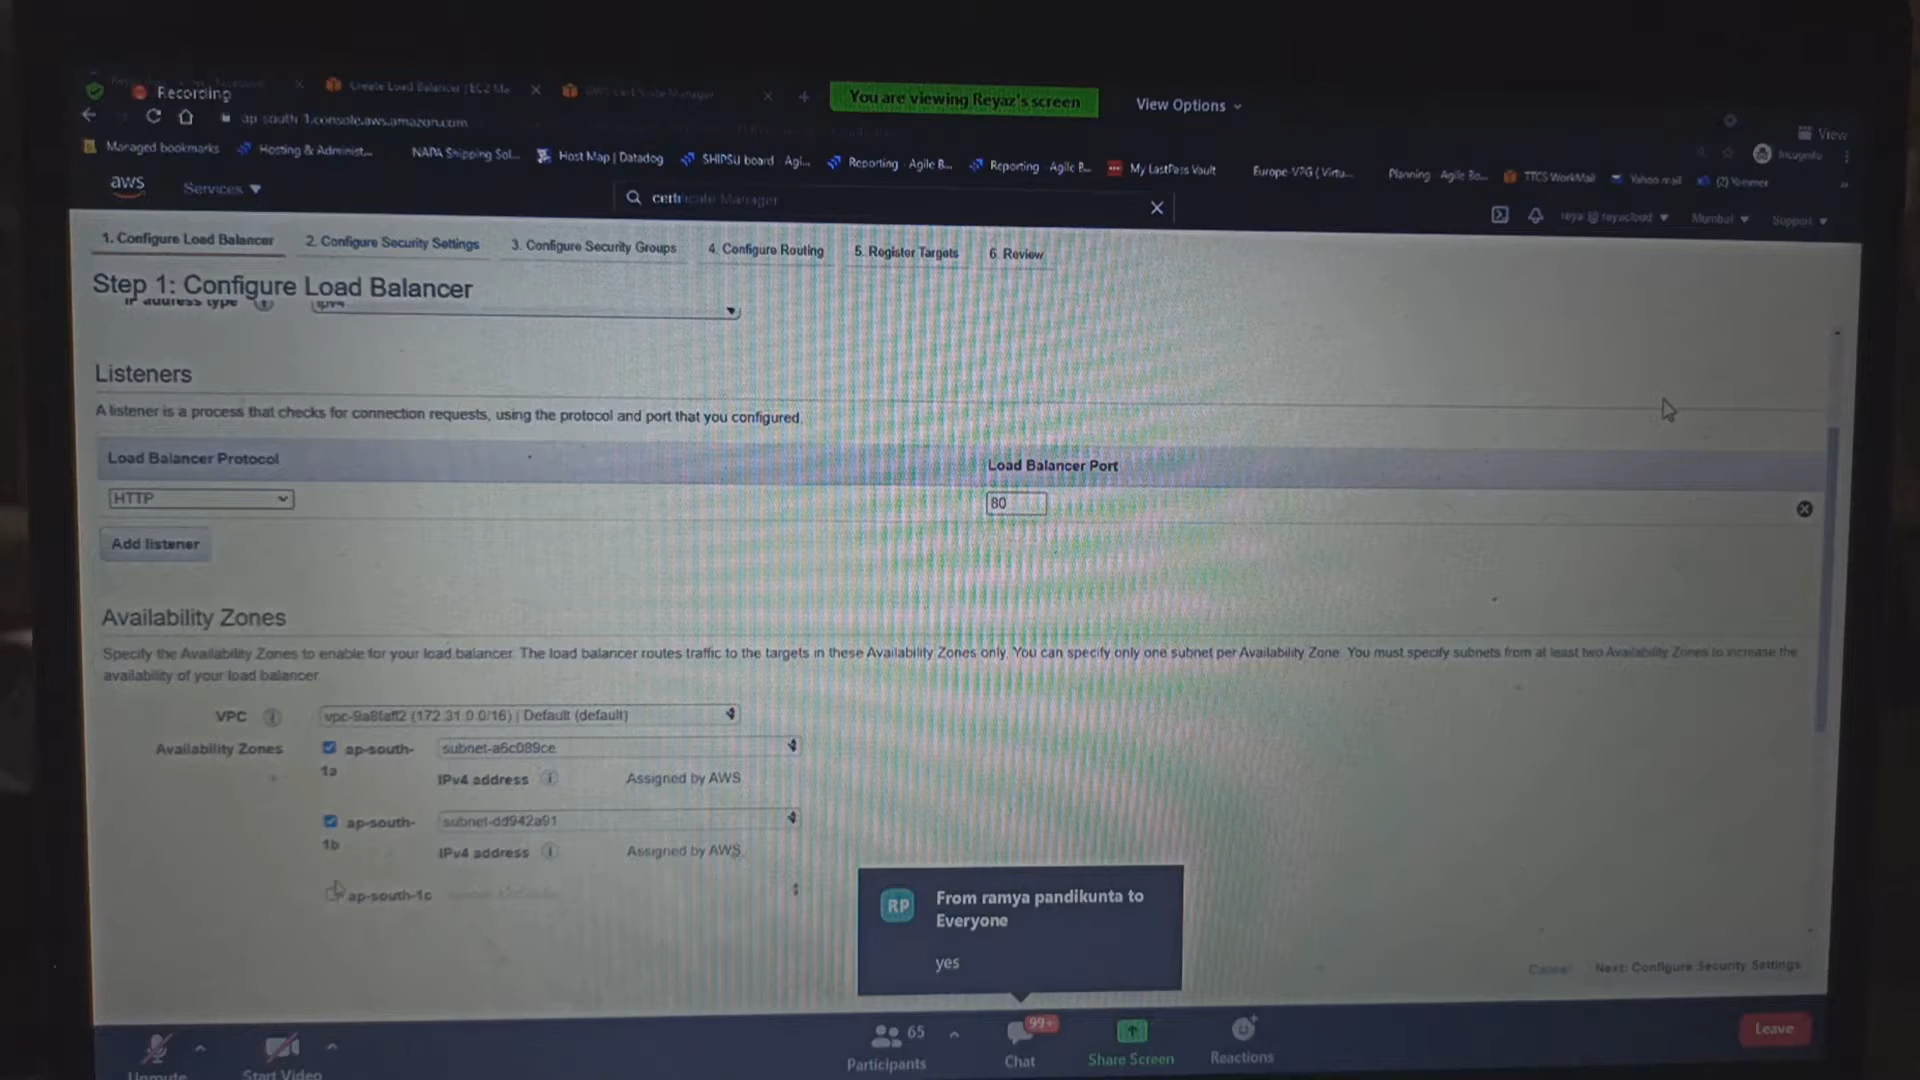 Recording
Create Load Balancer | EC2 Ma
You are viewing Reyaz's screen
View Options
View
ap-south-1.console.aws.amazon.com
Incognito
Managed bookmarks
Hosting & Administ...
NAPA Shipping Sol...
Host Map | Datadog
SHIPSU board - Agi...
Reporting - Agile B...
Reporting - Agile B...
My LastPass Vault
Planning - Agile Bo...
TTCS WorkMail
Yahoo mail
(2) Yammer
aws
Services
certificate Manager
Mumbai
Support
1. Configure Load Balancer
2. Configure Security Settings
3. Configure Security Groups
4. Configure Routing
5. Register Targets
6. Review
Step 1: Configure Load Balancer
IP address type
ipv4
Listeners
A listener is a process that checks for connection requests, using the protocol and port that you configured.
Load Balancer Protocol
Load Balancer Port
HTTP
80
Add listener
Availability Zones
Specify the Availability Zones to enable for your load balancer. The load balancer routes traffic to the targets in these Availability Zones only. You can specify only one subnet per Availability Zone. You must specify subnets from at least two Availability Zones to increase the
availability of your load balancer.
VPC
vpc-9a8faff2 (172.31.0.0/16) | Default (default)
Availability Zones
ap-south-
1a
subnet-a6c089ce
IPv4 address
Assigned by AWS
ap-south-
1b
subnet-dd942a91
IPv4 address
Assigned by AWS
ap-south-1c
RP
From ramya pandikunta to
Everyone
yes
Cancel
Next: Configure Security Settings
Unmute
Start Video
65
Participants
99+
Chat
Share Screen
Reactions
Leave